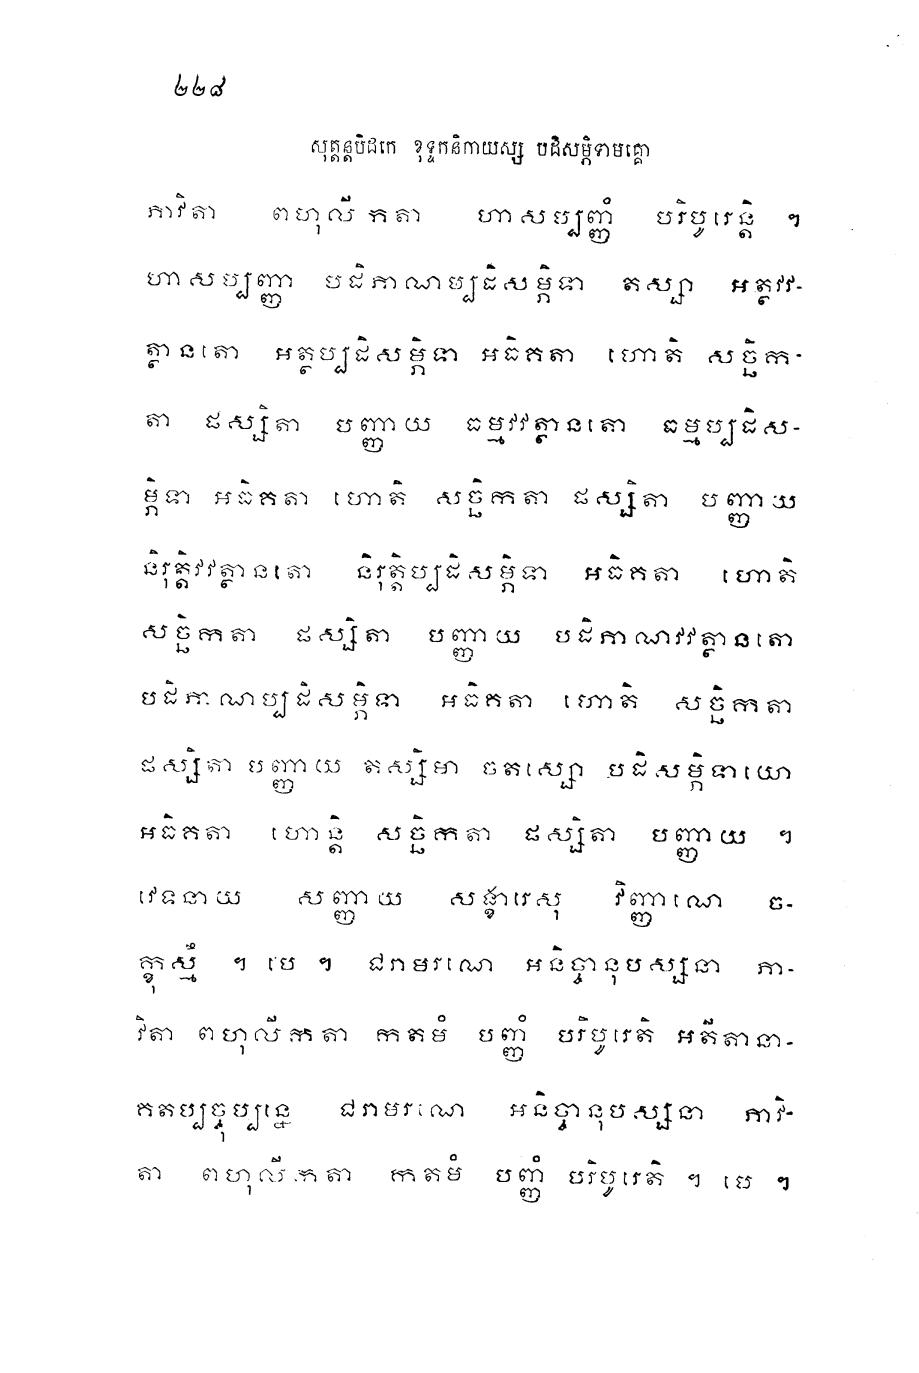 ២២៨
សុត្តន្តបិដកេ ខុទ្ទកនិកាយស្ស បដិសម្ភិទាមគ្គោ
ភាវិតា ពហុលីកតា ហាសប្បញ្ញំ បរិបូរេន្តិ ។
ហាសប្បញ្ញា បដិភាណប្បដិសម្ភិទា តស្សា អត្ថវវ-
ត្ថានតោ អត្ថប្បដិសម្ភិទា អធិគតា ហោតិ សច្ឆិក-
តា ផស្សិតា បញ្ញាយ ធម្មវវត្ថានតោ ធម្មប្បដិស-
ម្ភិទា អធិគតា ហោតិ សច្ឆិកតា ផស្សិតា បញ្ញាយ
និរុត្តិវវត្ថានតោ និរុត្តិប្បដិសម្ភិទា អធិគតា ហោតិ
សច្ឆិកតា ផស្សិតា បញ្ញាយ បដិភាណវវត្ថានតោ
បដិភាណប្បដិសម្ភិទា អធិគតា ហោតិ សច្ឆិកតា
ផស្សិតា បញ្ញាយ តស្សិមា ចតស្សោ បដិសម្ភិទាយោ
អធិគតា ហោន្តិ សច្ឆិកតា ផស្សិតា បញ្ញាយ ។
វេទនាយ សញ្ញាយ សង្ខារេសុ វិញ្ញាណេ ច-
ក្ខុស្មឹ ។ បេ ។ ជរាមរណេ អនិច្ចានុបស្សនា ភា-
វិតា ពហុលីកតា កតមំ បញ្ញំ បរិបូរេតិ អតីតានា-
គតប្បច្ចុប្បន្នេ ជរាមរណេ អនិច្ចានុបស្សនា ភាវិ-
តា ពហុលីកតា កតមំ បញ្ញំ បរិបូរេតិ ។ បេ ។